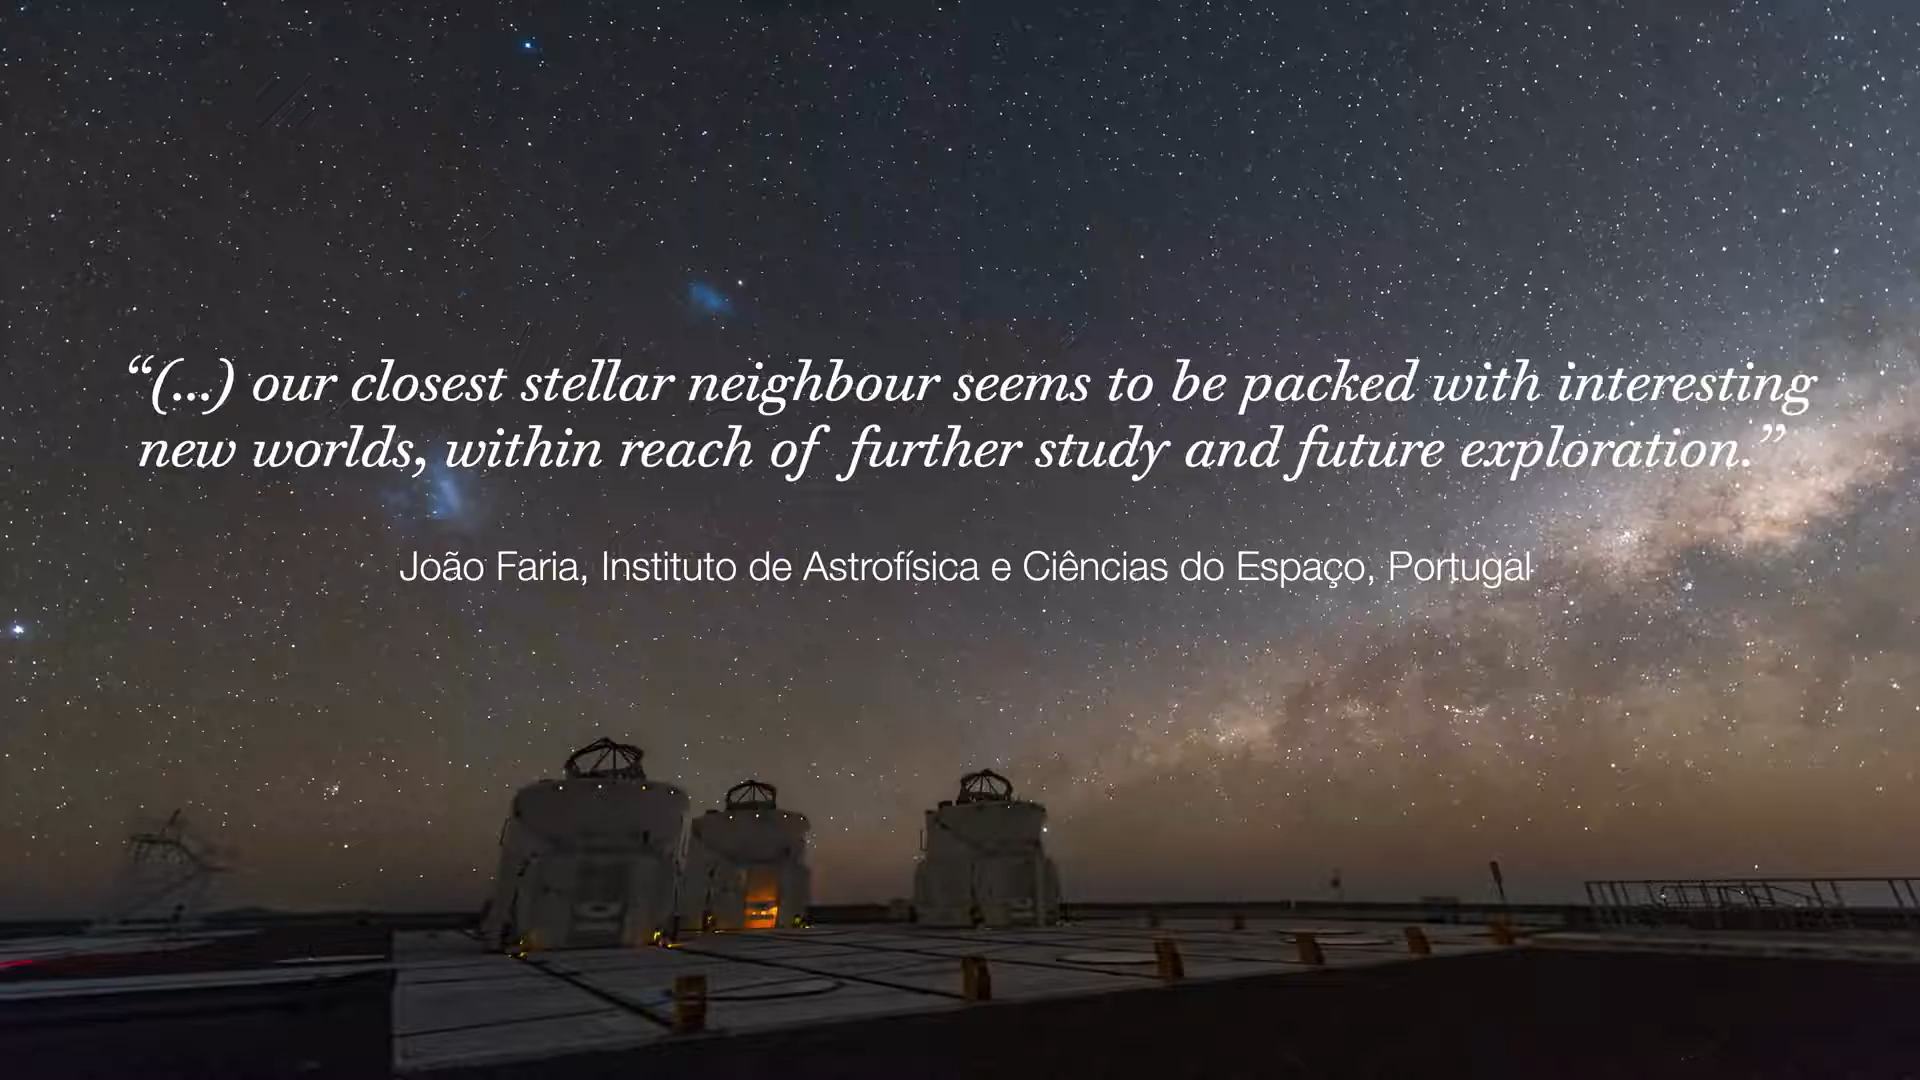 “(...) our closest stellar neighbour seems to be packed with interesting
new worlds, within reach of further study and future exploration.”
João Faria, Instituto de Astrofísica e Ciências do Espaço, Portugal